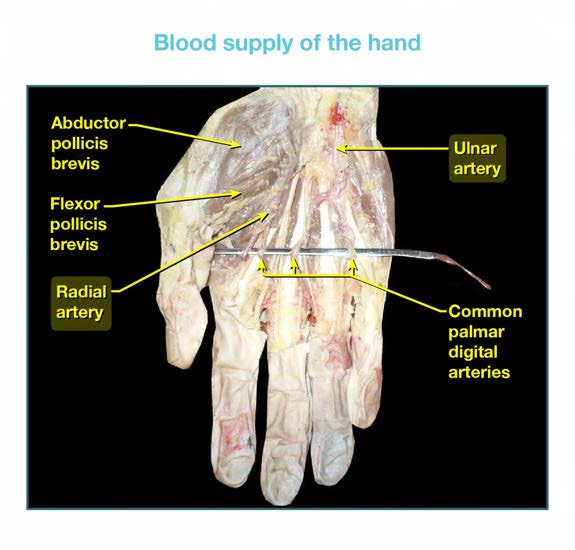 Blood supply of the hand
Abductor
pollicis
brevis
Flexor
pollicis
brevis
Radial
artery
Ulnar
artery
Common
palmar
digital
arteries